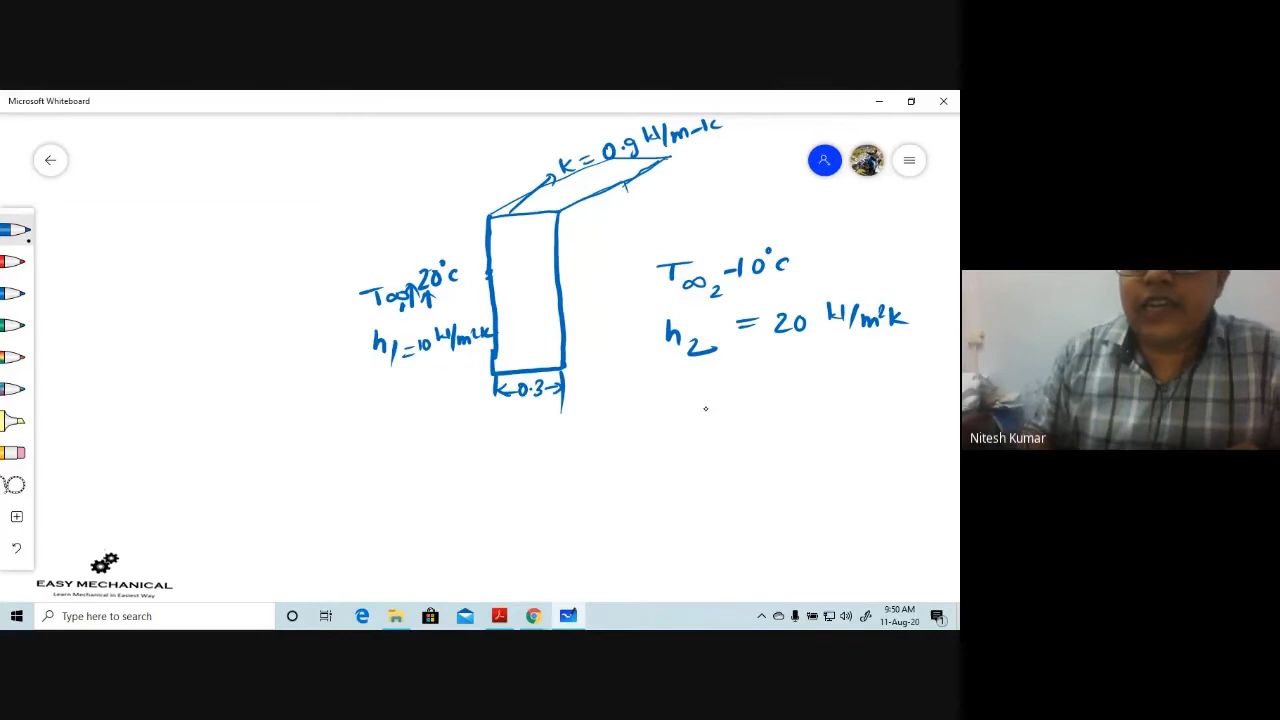 Microsoft Whiteboard
k = 0.9 W/m-k
T∞1 20°c
h1 = 10 W/m²k
0.3
T∞2 -10°c
h2 = 20 W/m²k
Nitesh Kumar
EASY MECHANICAL
Learn Mechanical in Easiest Way
Type here to search
9:50 AM
11-Aug-20